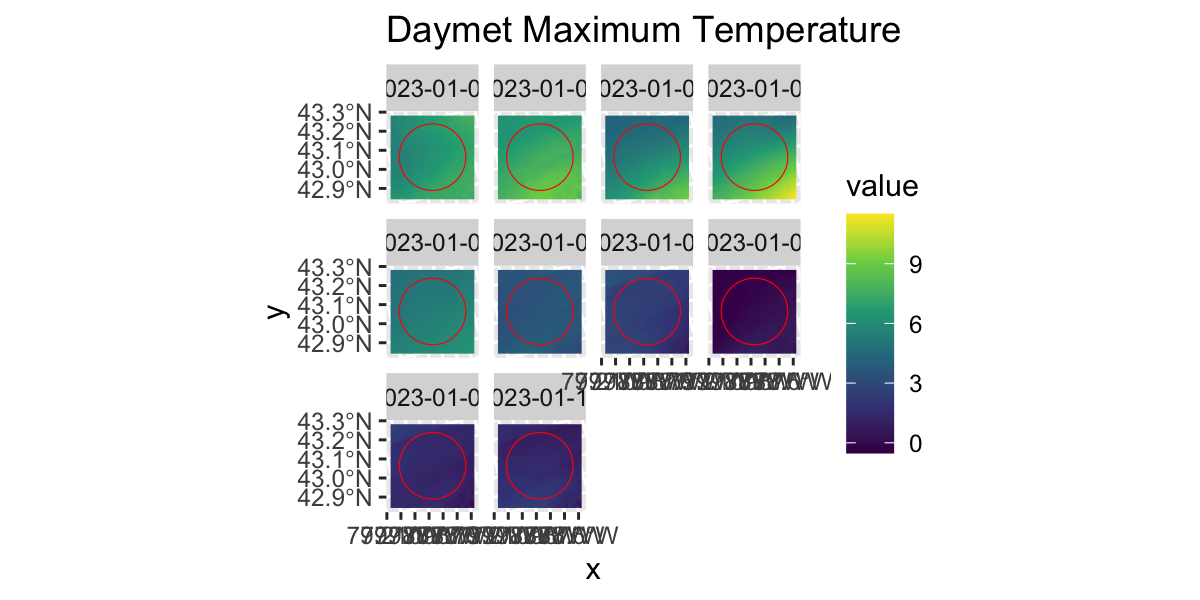 Daymet Maximum Temperature
023-01-0 023-01-0 023-01-0 023-01-0
43.3°N
43.2°N
43.1°N
43.0°N
42.9°N
023-01-0 023-01-0 023-01-0 023-01-0
43.3°N
43.2°N
43.1°N
43.0°N
42.9°N
023-01-0 023-01-1
43.3°N
43.2°N
43.1°N
43.0°N
42.9°N
x
y
value
9
6
3
0